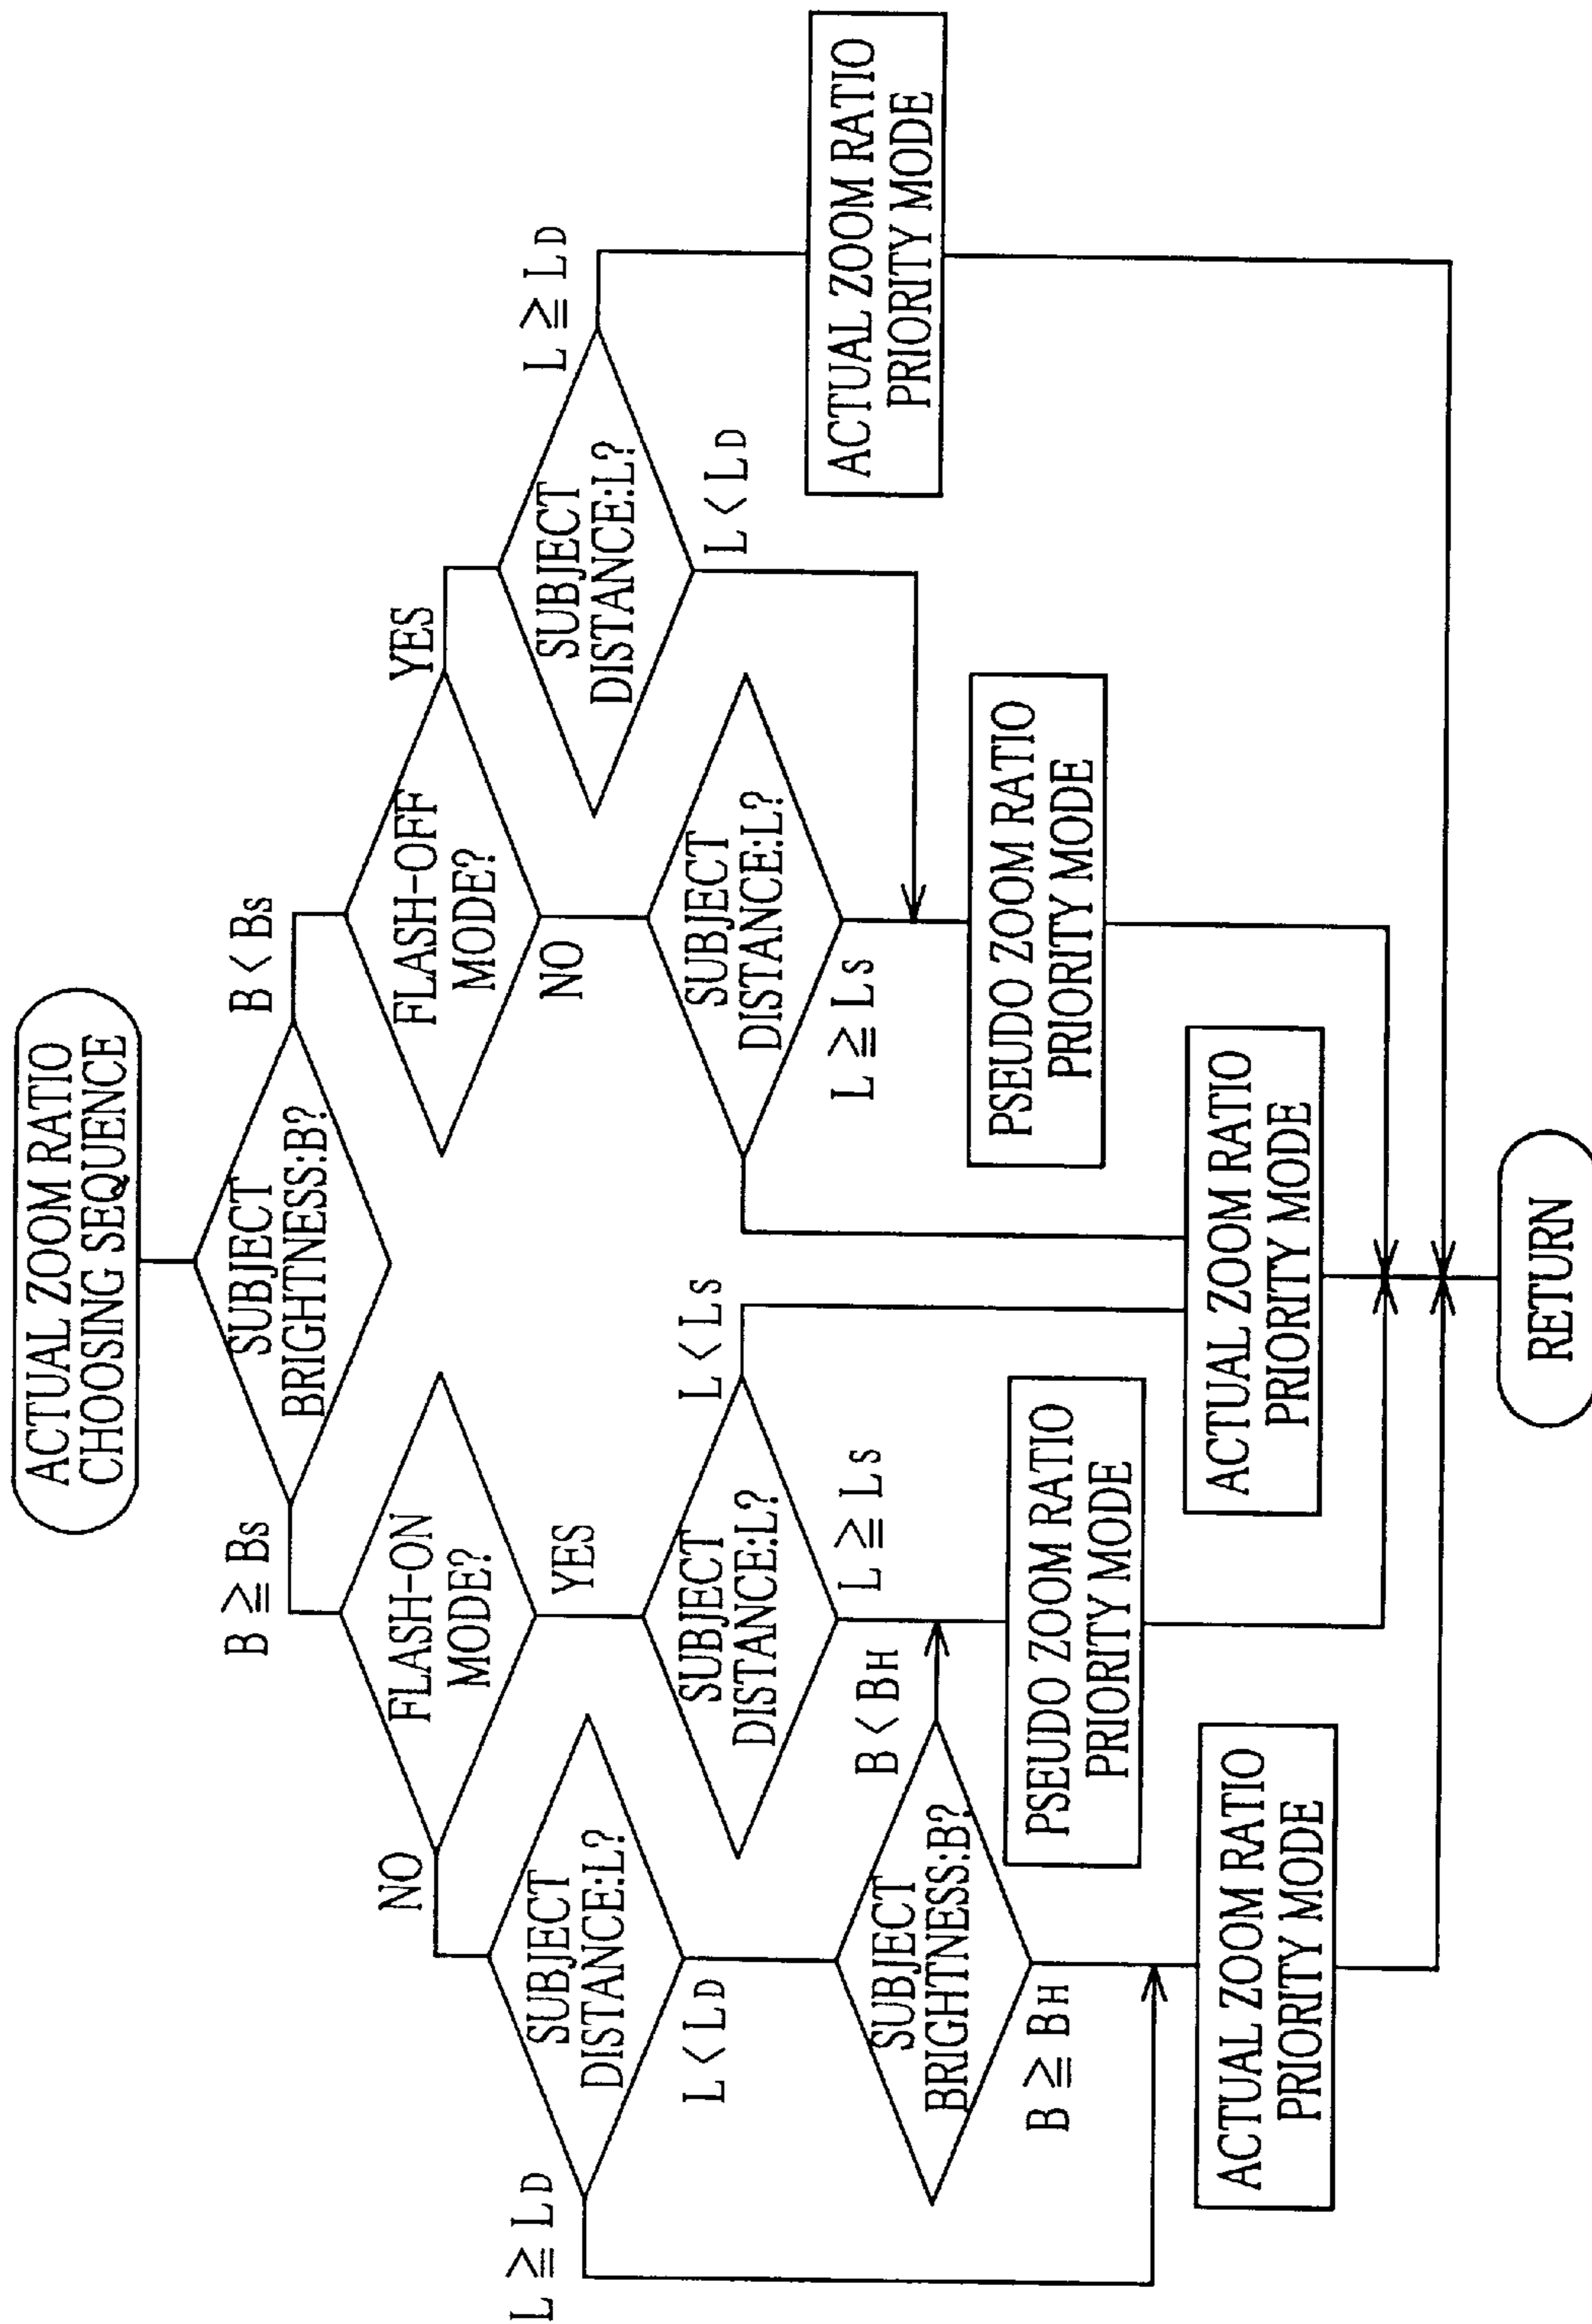 ACTUAL ZOOM RATIO
CHOOSING SEQUENCE
SUBJECT
BRIGHTNESS:B?
B ≧ BS
B < BS
FLASH-ON
MODE?
NO
YES
FLASH-OFF
MODE?
YES
NO
SUBJECT
DISTANCE:L?
L ≧ LD
L < LD
SUBJECT
DISTANCE:L?
L < LS
L ≧ LS
SUBJECT
DISTANCE:L?
L ≧ LS
SUBJECT
DISTANCE:L?
L ≧ LD
L < LD
SUBJECT
BRIGHTNESS:B?
B < BH
B ≧ BH
ACTUAL ZOOM RATIO
PRIORITY MODE
PSEUDO ZOOM RATIO
PRIORITY MODE
PSEUDO ZOOM RATIO
PRIORITY MODE
ACTUAL ZOOM RATIO
PRIORITY MODE
ACTUAL ZOOM RATIO
PRIORITY MODE
RETURN